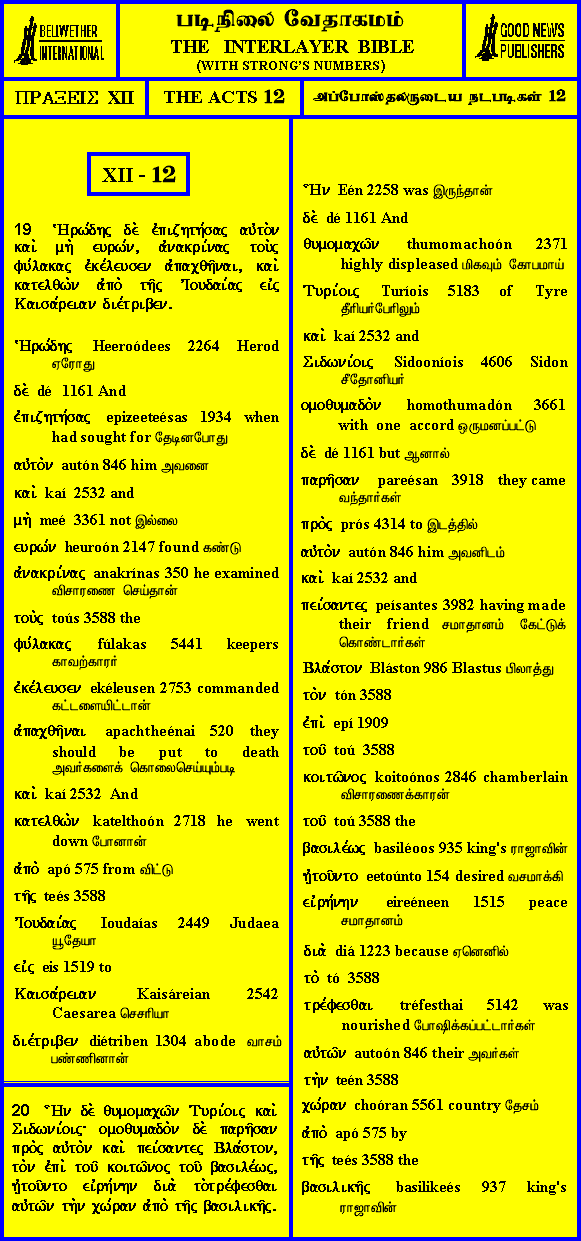 BELLWETHER
INTERNATIONAL
படிநிலை வேதாகமம்
THE INTERLAYER BIBLE
(WITH STRONG'S NUMBERS)
GOOD NEWS
PUBLISHERS
ΠΡΑΞΕΙΣ XII
THE ACTS 12
அப்போஸ்தலருடைய நடபடிகள் 12
XII - 12
19 Ἡρώδης δὲ ἐπιζητήσας αὐτὸν
καὶ μὴ ευρών, ἀνακρίνας τοὺς
φύλακας ἐκέλευσεν ἀπαχθῆναι, καὶ
κατελθὼν ἀπὸ τῆς Ἰουδαίας εἰς
Καισάρειαν διέτριβεν.
Ἡρώδης Heeroódees 2264 Herod
ஏரோது
δὲ dé 1161 And
ἐπιζητήσας epizeeteésas 1934 when
had sought for தேடினபோது
αὐτὸν autón 846 him அவனை
καὶ kaí 2532 and
μὴ meé 3361 not இல்லை
ευρών heuroón 2147 found கண்டு
ἀνακρίνας anakrínas 350 he examined
விசாரணை செய்தான்
τοὺς toús 3588 the
φύλακας fúlakas 5441 keepers
காவற்காரர்
ἐκέλευσεν ekéleusen 2753 commanded
கட்டளையிட்டான்
ἀπαχθῆναι apachtheénai 520 they
should be put to death
அவர்களைக் கொலைசெய்யும்படி
καὶ kaí 2532 And
κατελθὼν katelthoón 2718 he went
down போனான்
ἀπὸ apó 575 from விட்டு
τῆς teés 3588
Ἰουδαίας Ioudaías 2449 Judaea
யூதேயா
εἰς eis 1519 to
Καισάρειαν Kaisáreian 2542
Caesarea செசரியா
διέτριβεν diétriben 1304 abode வாசம்
பண்ணினான்
20 Ἢν δὲ θυμομαχῶν Τυρίοις καὶ
Σιδωνίοις· ομοθυμαδὸν δὲ παρῆσαν
πρὸς αὐτὸν καὶ πείσαντες Βλάστον,
τὸν ἐπὶ τοῦ κοιτῶνος τοῦ βασιλέως,
ᾐτοῦντο εἰρήνην διὰ τὸτρέφεσθαι
αὐτῶν τὴν χώραν ἀπὸ τῆς βασιλικῆς.
Ἢν Eén 2258 was இருந்தான்
δὲ dé 1161 And
θυμομαχῶν thumomachoón 2371
highly displeased மிகவும் கோபமாய்
Τυρίοις Turíois 5183 of Tyre
தீரியர்பேரிலும்
καὶ kaí 2532 and
Σιδωνίοις Sidooníois 4606 Sidon
சீதோனியர்
ομοθυμαδὸν homothumadón 3661
with one accord ஒருமனப்பட்டு
δὲ dé 1161 but ஆனால்
παρῆσαν pareésan 3918 they came
வந்தார்கள்
πρὸς prós 4314 to இடத்தில்
αὐτὸν autón 846 him அவனிடம்
καὶ kaí 2532 and
πείσαντες peísantes 3982 having made
their friend சமாதானம் கேட்டுக்
கொண்டார்கள்
Βλάστον Bláston 986 Blastus பிலாத்து
τὸν tón 3588
ἐπὶ epí 1909
τοῦ toú 3588
κοιτῶνος koitoónos 2846 chamberlain
விசாரணைக்காரன்
τοῦ toú 3588 the
βασιλέως basiléoos 935 king's ராஜாவின்
ᾐτοῦντο eetoúnto 154 desired வசமாக்கி
εἰρήνην eireéneen 1515 peace
சமாதானம்
διὰ diá 1223 because ஏனெனில்
τὸ tó 3588
τρέφεσθαι tréfesthai 5142 was
nourished போஷிக்கப்பட்டார்கள்
αὐτῶν autoón 846 their அவர்கள்
τὴν teén 3588
χώραν choóran 5561 country தேசம்
ἀπὸ apó 575 by
τῆς teés 3588 the
βασιλικῆς basilikeés 937 king's
ராஜாவின்